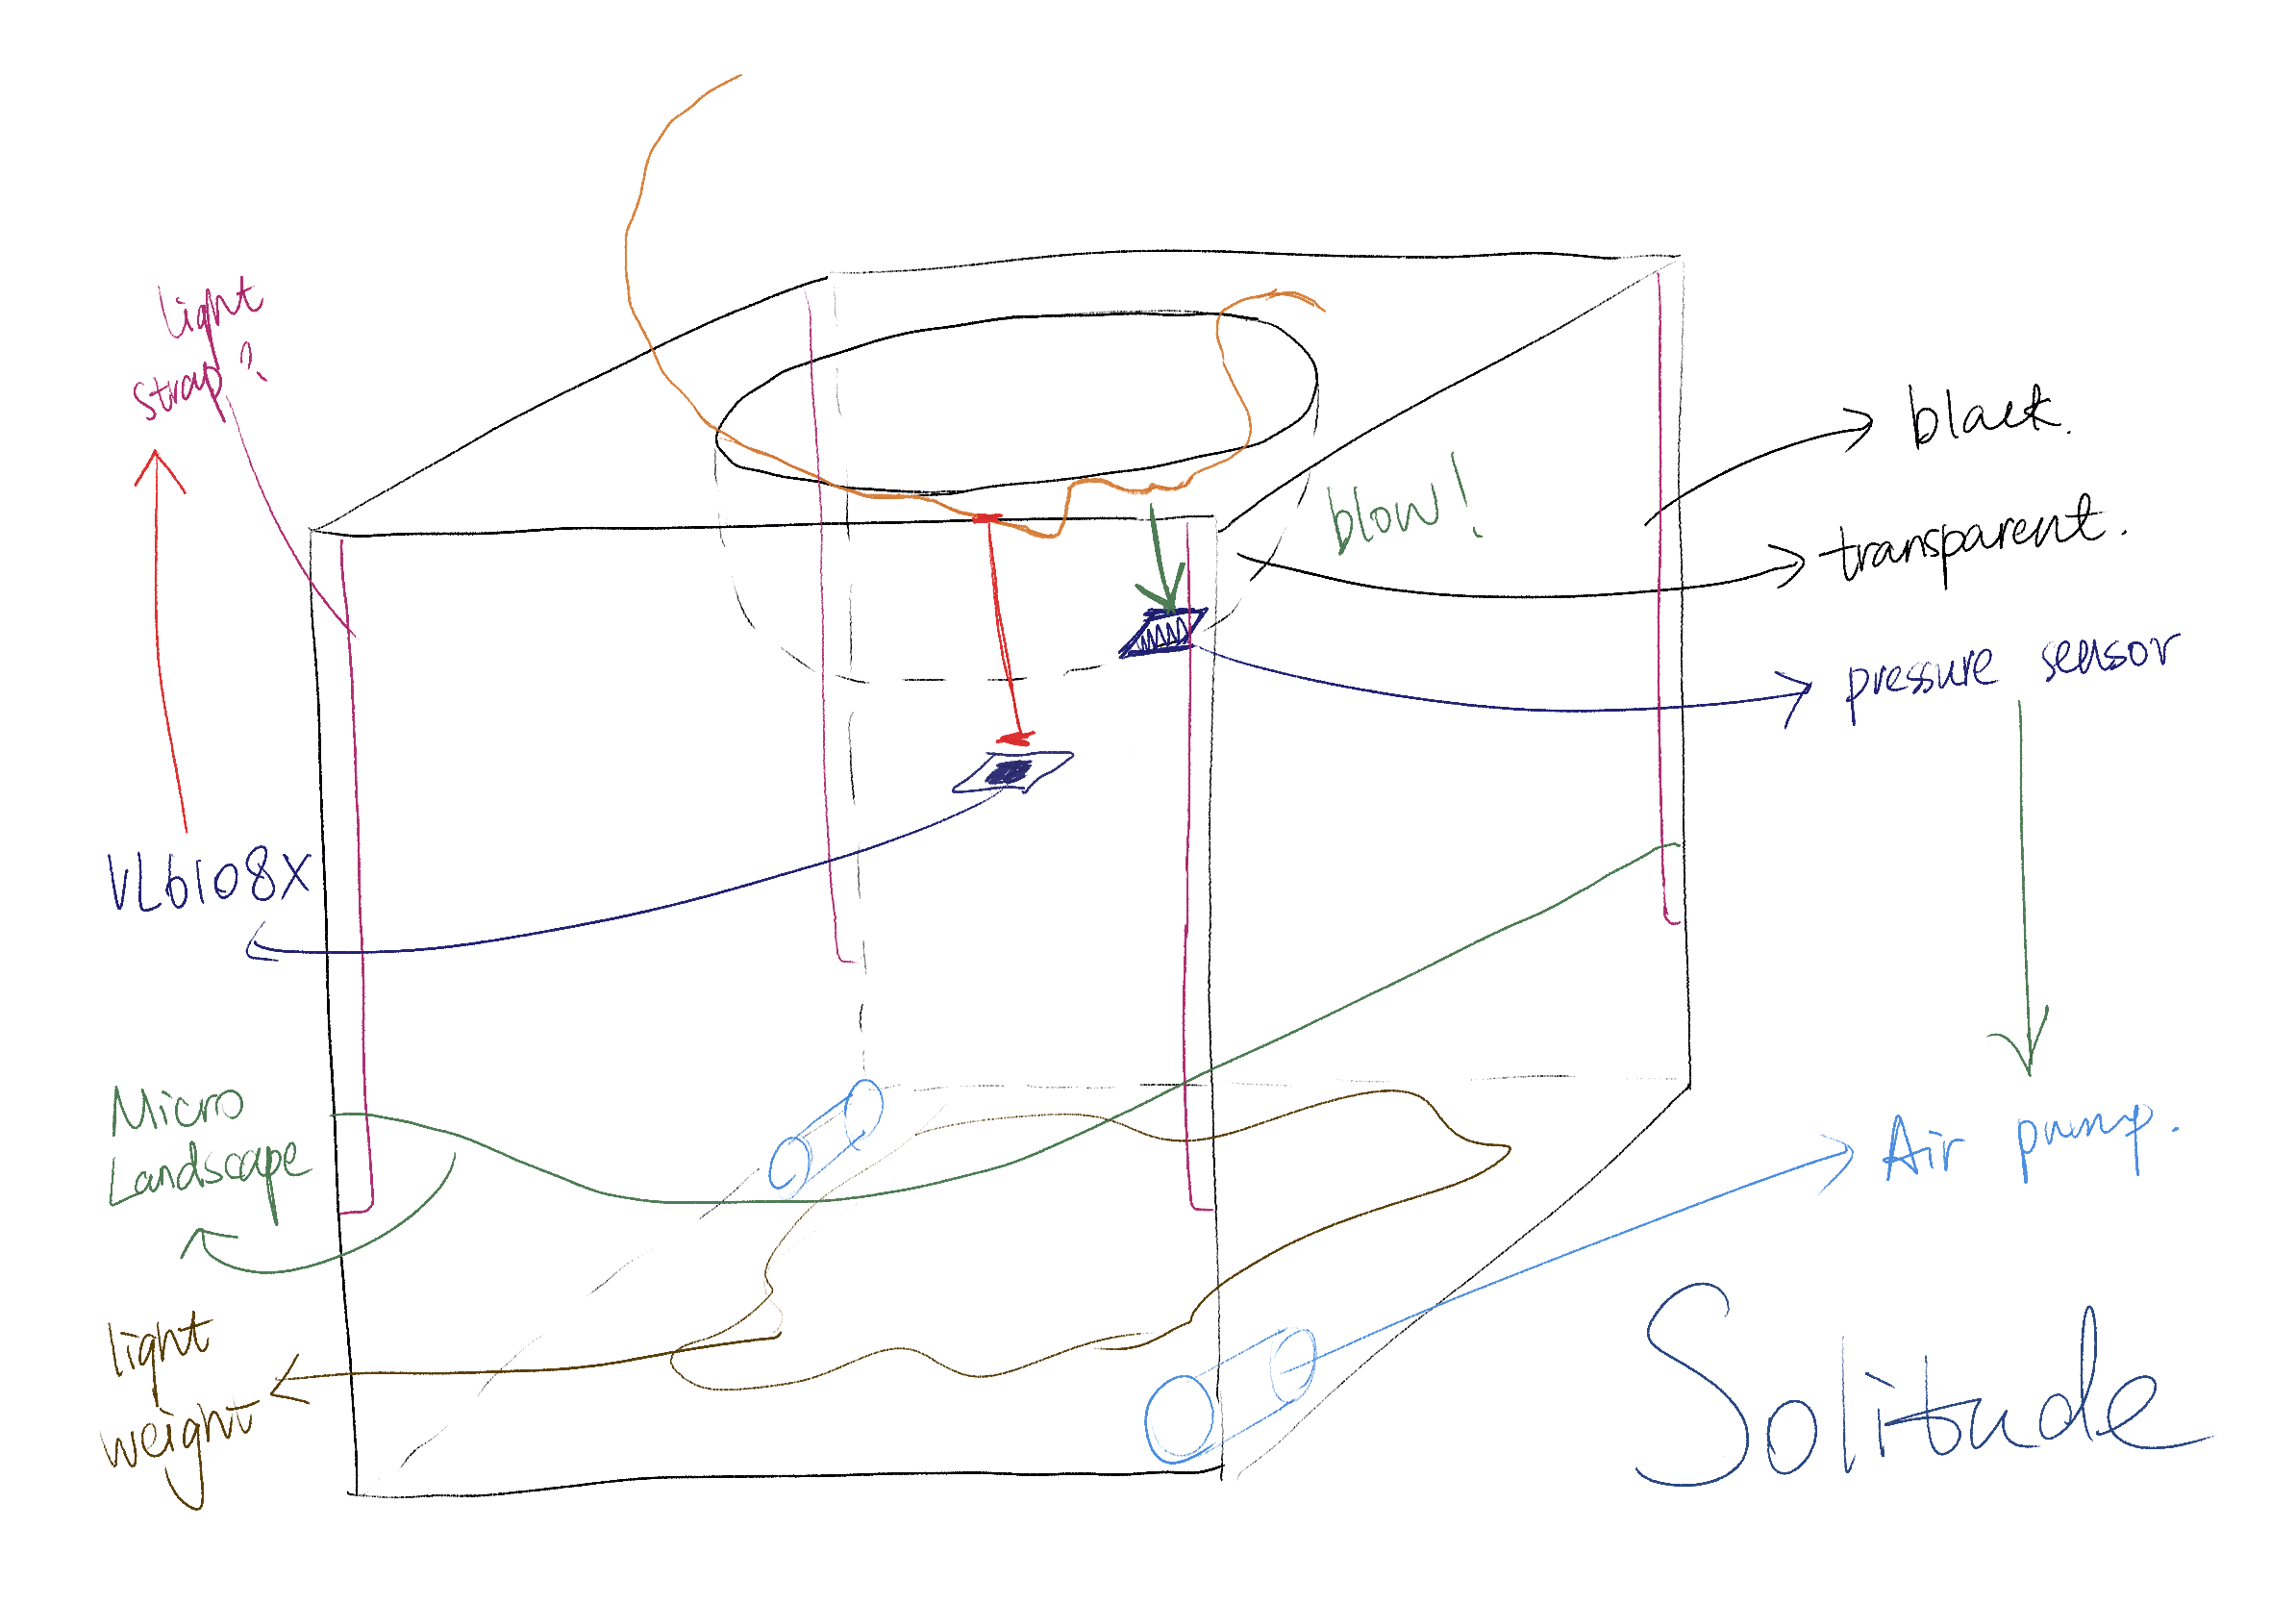 light
strap?
VL6108X
Micro
Landscape
light
weight
blow!
black.
transparent.
pressure sensor
Air pump.
Solitude